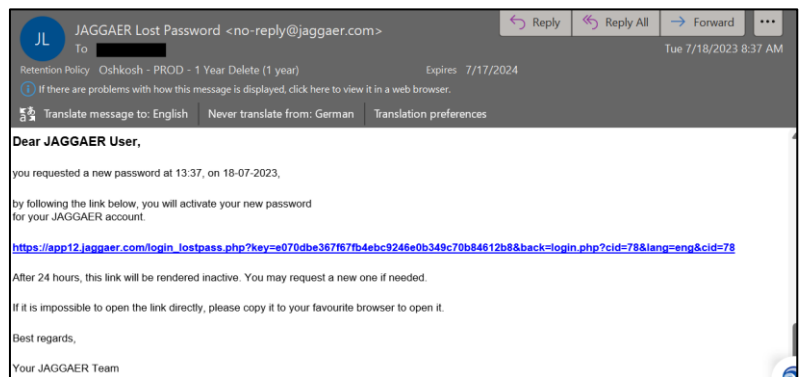 JL
JAGGAER Lost Password <no-reply@jaggaer.com>
To
Reply
Reply All
Forward
Tue 7/18/2023 8:37 AM
Retention Policy Oshkosh - PROD - 1 Year Delete (1 year)
Expires 7/17/2024
If there are problems with how this message is displayed, click here to view it in a web browser.
Translate message to: English
Never translate from: German
Translation preferences
Dear JAGGAER User,
you requested a new password at 13:37, on 18-07-2023,
by following the link below, you will activate your new password
for your JAGGAER account.
https://app12.jaggaer.com/login_lostpass.php?key=e070dbe367f67fb4ebc9246e0b349c70b84612b8&back=login.php?cid=78&lang=eng&cid=78
After 24 hours, this link will be rendered inactive. You may request a new one if needed.
If it is impossible to open the link directly, please copy it to your favourite browser to open it.
Best regards,
Your JAGGAER Team